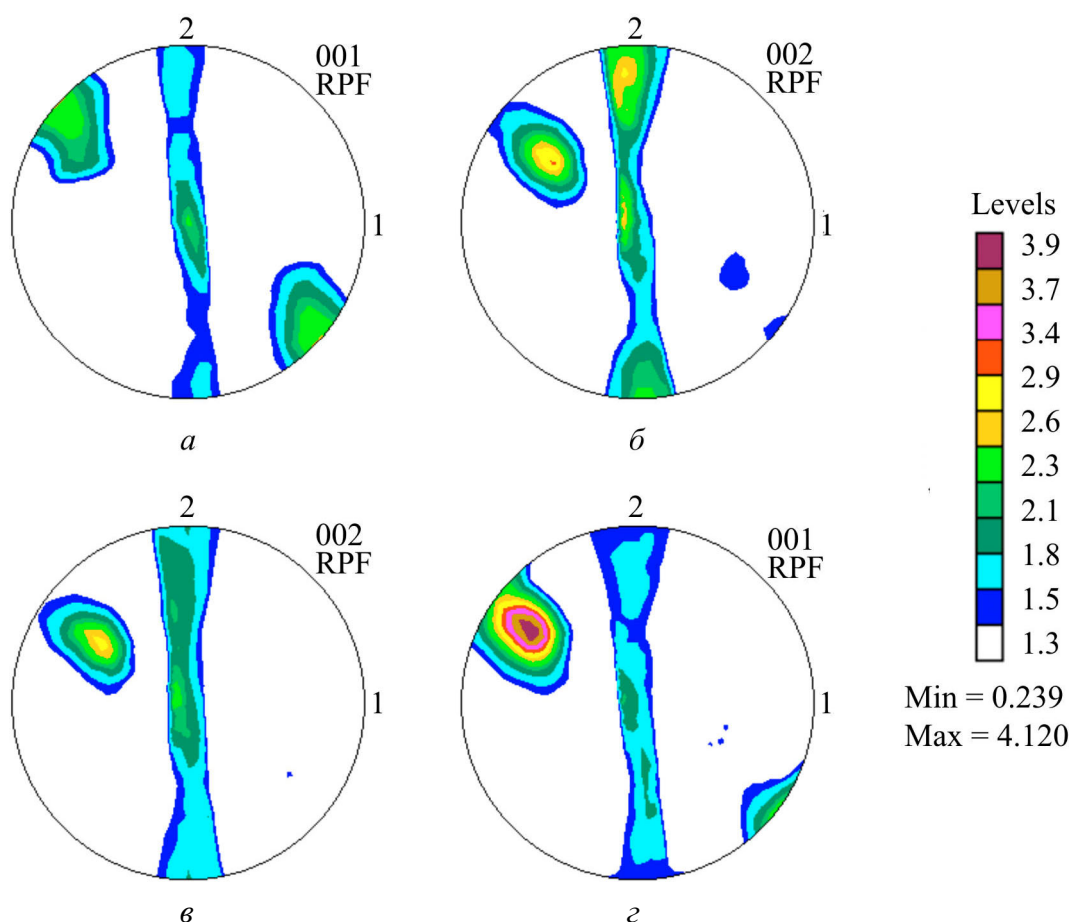 2
001
RPF
1
а
2
002
RPF
1
б
2
002
RPF
1
в
2
001
RPF
1
г
Levels
3.9
3.7
3.4
2.9
2.6
2.3
2.1
1.8
1.5
1.3
Min = 0.239
Max = 4.120